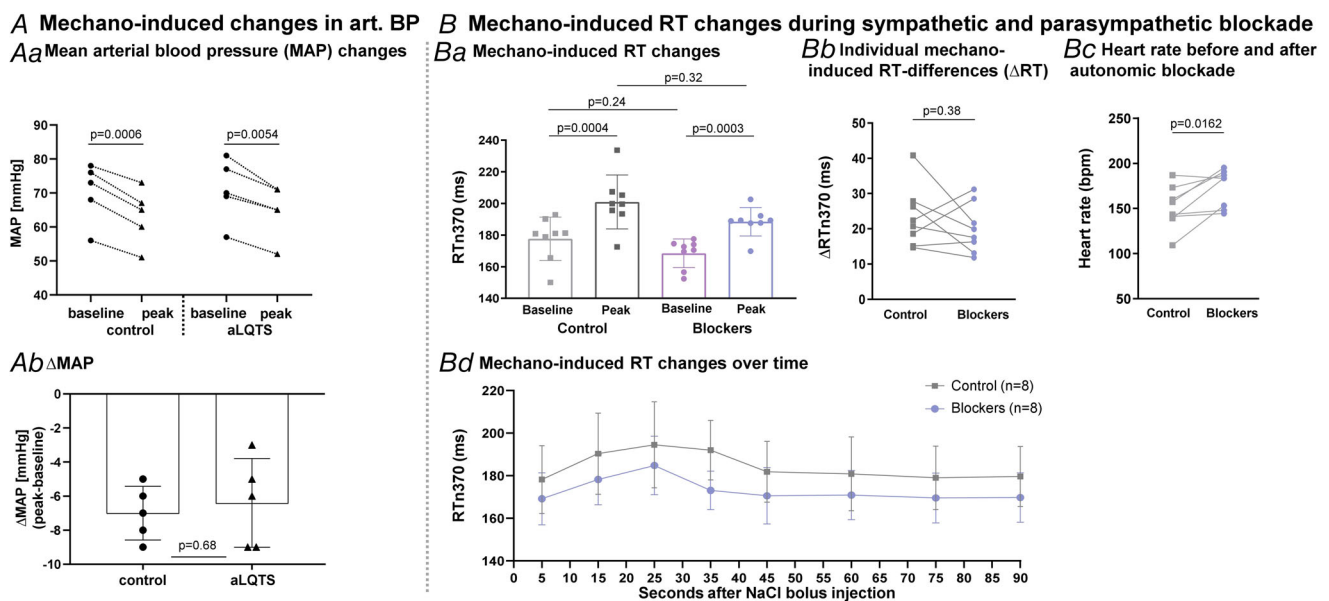 A Mechano-induced changes in art. BP
Aa Mean arterial blood pressure (MAP) changes
MAP [mmHg]
90
80
70
60
50
40
p=0.0006
p=0.0054
baseline peak baseline peak
control aLQTS
Ab ΔMAP
ΔMAP [mmHg]
(peak-baseline)
0
-2
-4
-6
-8
-10
p=0.68
control aLQTS
B Mechano-induced RT changes during sympathetic and parasympathetic blockade
Ba Mechano-induced RT changes
RTn370 (ms)
240
220
200
180
160
140
p=0.32
p=0.24
p=0.0004
p=0.0003
Baseline Peak Baseline Peak
Control Blockers
Bb Individual mechano-
induced RT-differences (ΔRT)
ΔRTn370 (ms)
50
40
30
20
10
0
p=0.38
Control Blockers
Bc Heart rate before and after
autonomic blockade
Heart rate (bpm)
250
200
150
100
50
p=0.0162
Control Blockers
Bd Mechano-induced RT changes over time
RTn370 (ms)
220
200
180
160
140
Control (n=8)
Blockers (n=8)
0 5 10 15 20 25 30 35 40 45 50 55 60 65 70 75 80 85 90
Seconds after NaCl bolus injection